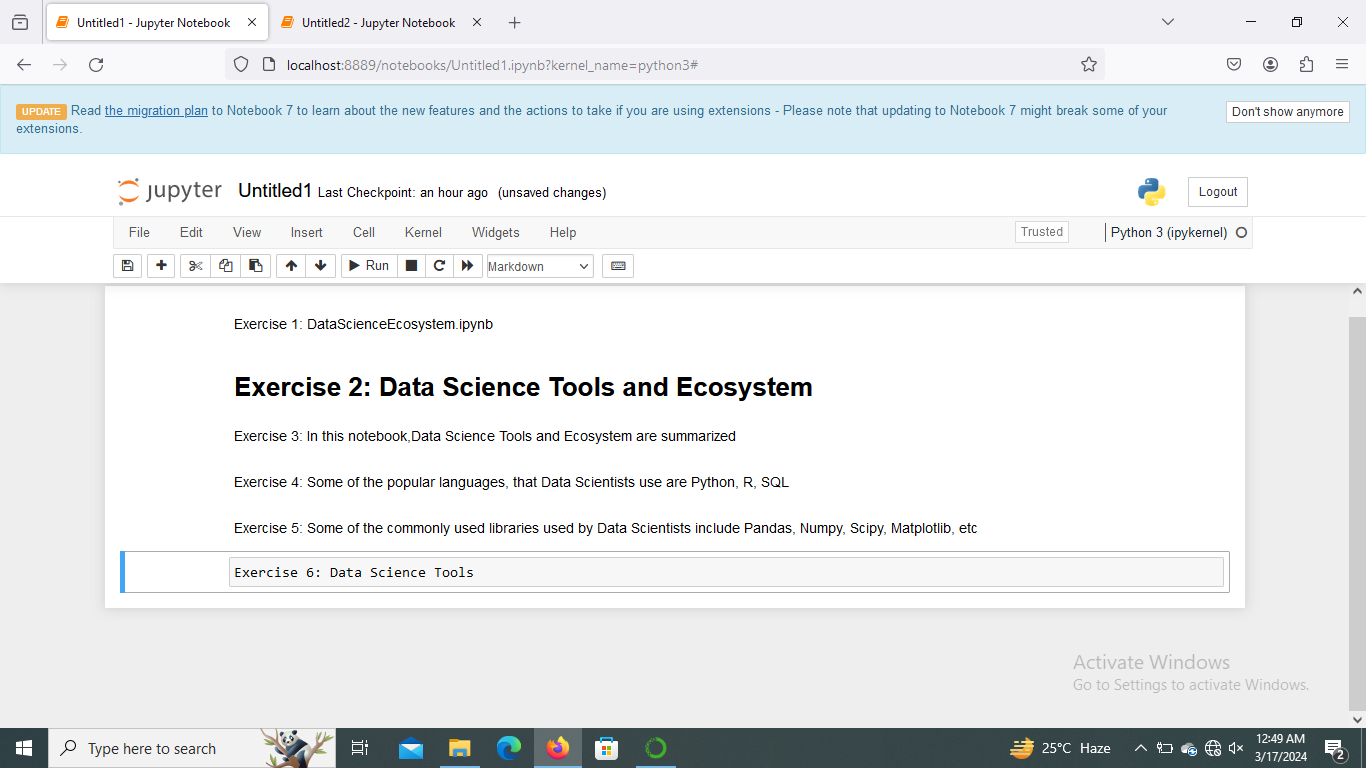 Untitled1 - Jupyter Notebook
Untitled2 - Jupyter Notebook
localhost:8889/notebooks/Untitled1.ipynb?kernel_name=python3#
UPDATE Read the migration plan to Notebook 7 to learn about the new features and the actions to take if you are using extensions - Please note that updating to Notebook 7 might break some of your
extensions.
Don't show anymore
jupyter Untitled1 Last Checkpoint: an hour ago (unsaved changes)
Logout
File Edit View Insert Cell Kernel Widgets Help
Trusted
Python 3 (ipykernel)
Run
Markdown
Exercise 1: DataScienceEcosystem.ipynb
Exercise 2: Data Science Tools and Ecosystem
Exercise 3: In this notebook,Data Science Tools and Ecosystem are summarized
Exercise 4: Some of the popular languages, that Data Scientists use are Python, R, SQL
Exercise 5: Some of the commonly used libraries used by Data Scientists include Pandas, Numpy, Scipy, Matplotlib, etc
Exercise 6: Data Science Tools
Activate Windows
Go to Settings to activate Windows.
Type here to search
25°C Haze
12:49 AM
3/17/2024
2